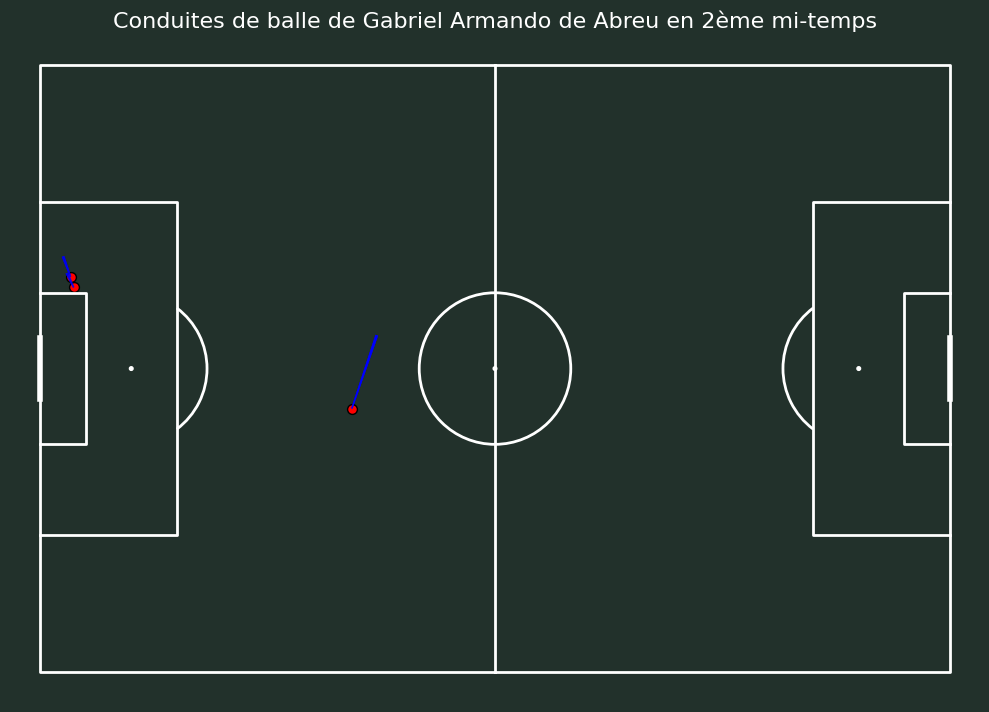 Conduites de balle de Gabriel Armando de Abreu en 2ème mi-temps